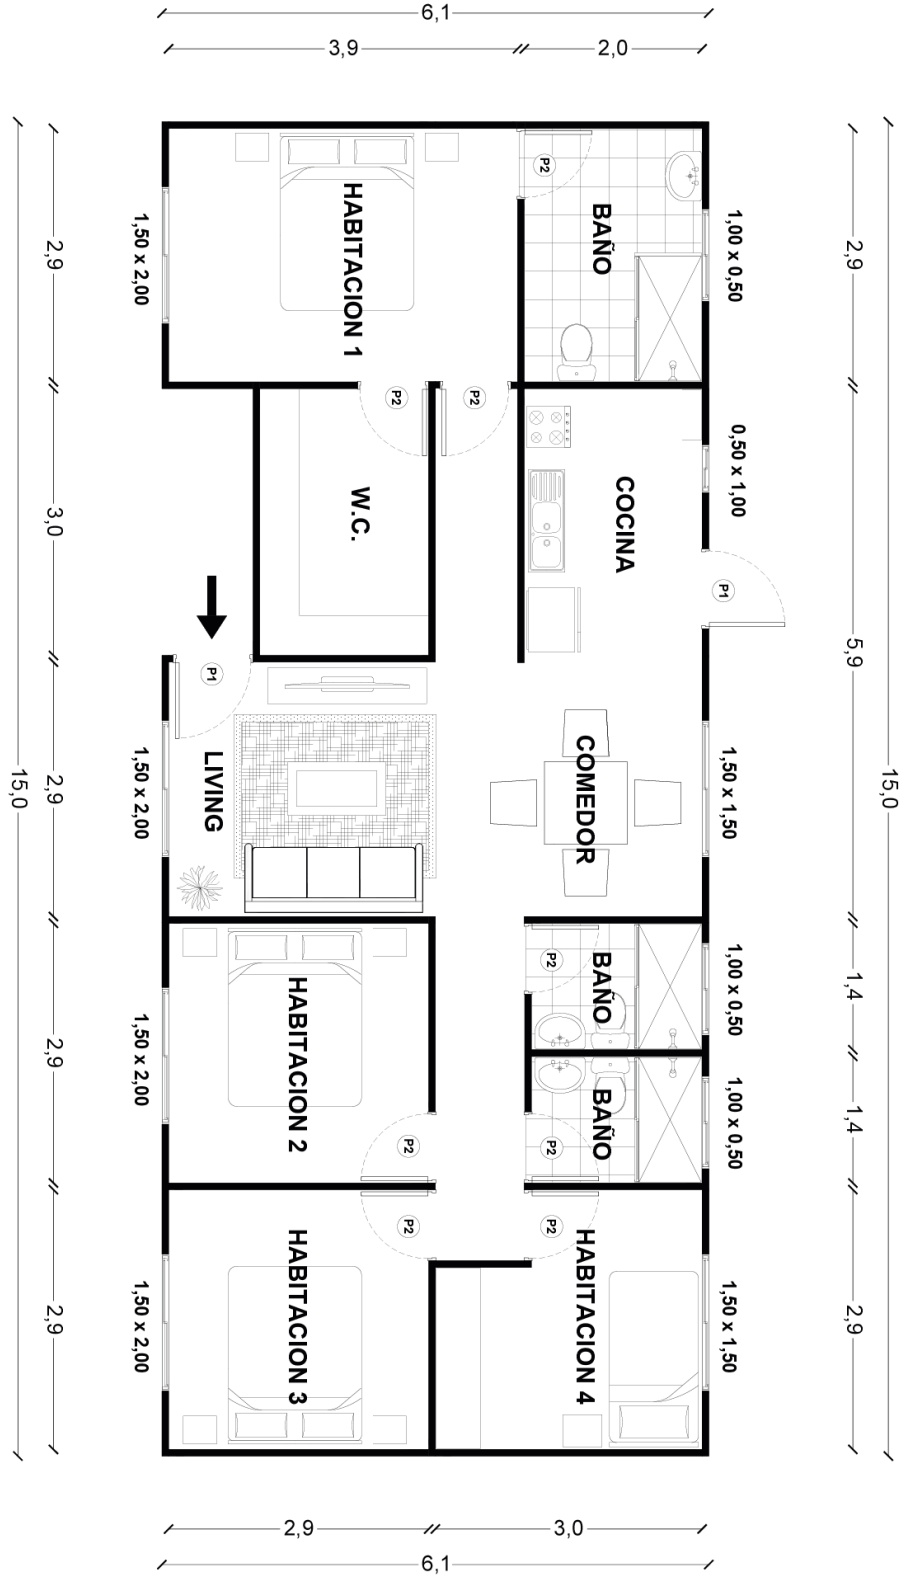 6,1
3,9
2,0
15,0
2,9
3,0
2,9
2,9
2,9
1,50 x 2,00
1,50 x 2,00
1,50 x 2,00
1,50 x 2,00
HABITACION 1
P2
BAÑO
P2
P2
W.C.
COCINA
P1
P1
LIVING
COMEDOR
HABITACION 2
P2
P2
BAÑO
BAÑO
P2
P2
P2
HABITACION 3
HABITACION 4
1,00 x 0,50
0,50 x 1,00
1,50 x 1,50
1,00 x 0,50
1,00 x 0,50
1,50 x 1,50
2,9
5,9
1,4
1,4
2,9
15,0
2,9
3,0
6,1